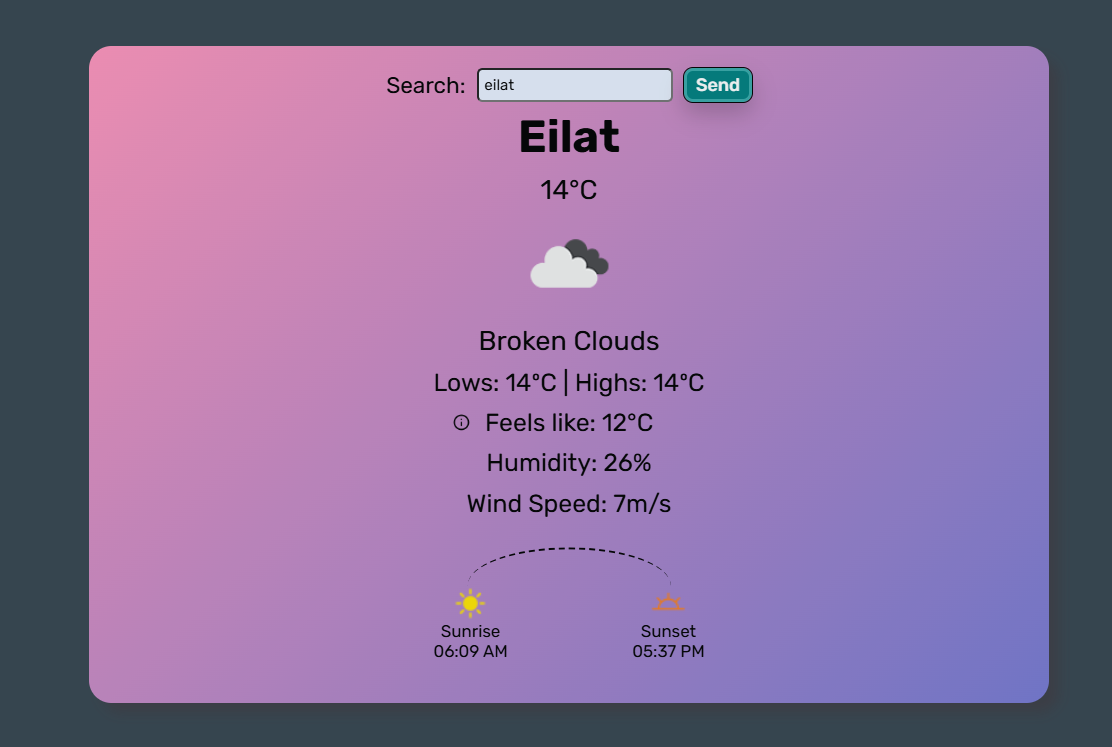 Search: eilat Send
Eilat
14°C
Broken Clouds
Lows: 14°C | Highs: 14°C
Feels like: 12°C
Humidity: 26%
Wind Speed: 7m/s
Sunrise Sunset
06:09 AM 05:37 PM